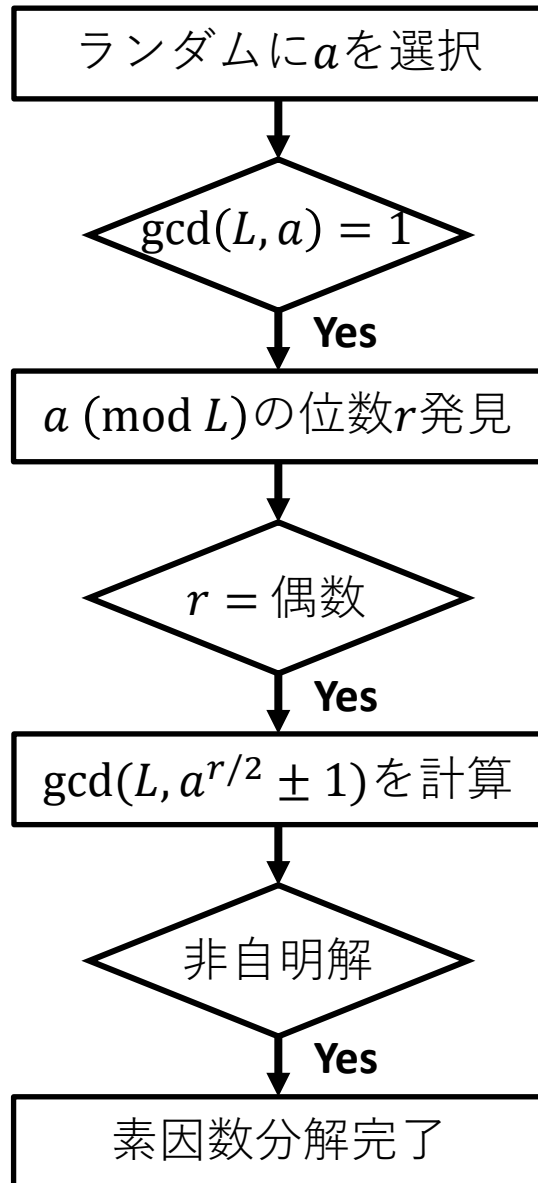 ランダムにaを選択
gcd(L, a) = 1
Yes
a (mod L)の位数r発見
r = 偶数
Yes
gcd(L, a^{r/2} ± 1)を計算
非自明解
Yes
素因数分解完了